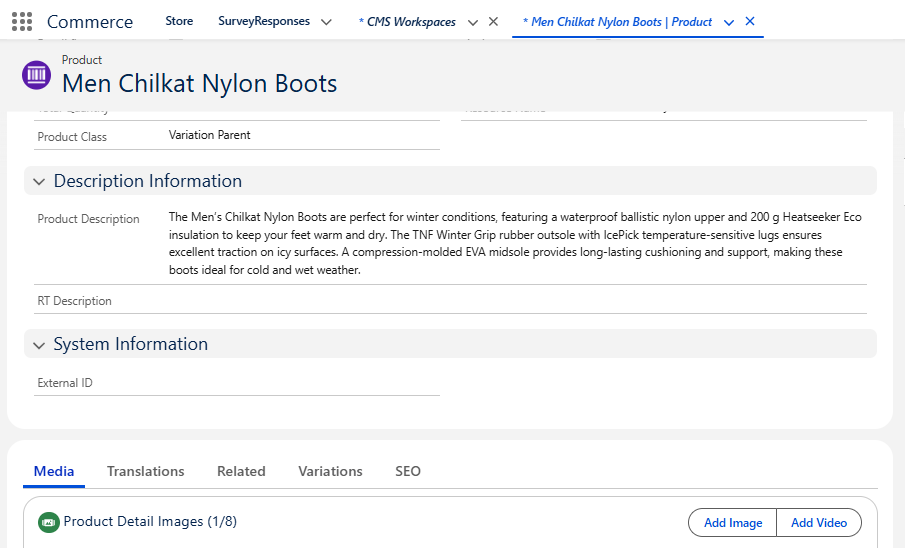 Commerce
Store
SurveyResponses
* CMS Workspaces
* Men Chilkat Nylon Boots | Product
Product
Men Chilkat Nylon Boots
Product Class
Variation Parent
Description Information
Product Description
The Men's Chilkat Nylon Boots are perfect for winter conditions, featuring a waterproof ballistic nylon upper and 200 g Heatseeker Eco
insulation to keep your feet warm and dry. The TNF Winter Grip rubber outsole with IcePick temperature-sensitive lugs ensures
excellent traction on icy surfaces. A compression-molded EVA midsole provides long-lasting cushioning and support, making these
boots ideal for cold and wet weather.
RT Description
System Information
External ID
Media
Translations
Related
Variations
SEO
Product Detail Images (1/8)
Add Image
Add Video